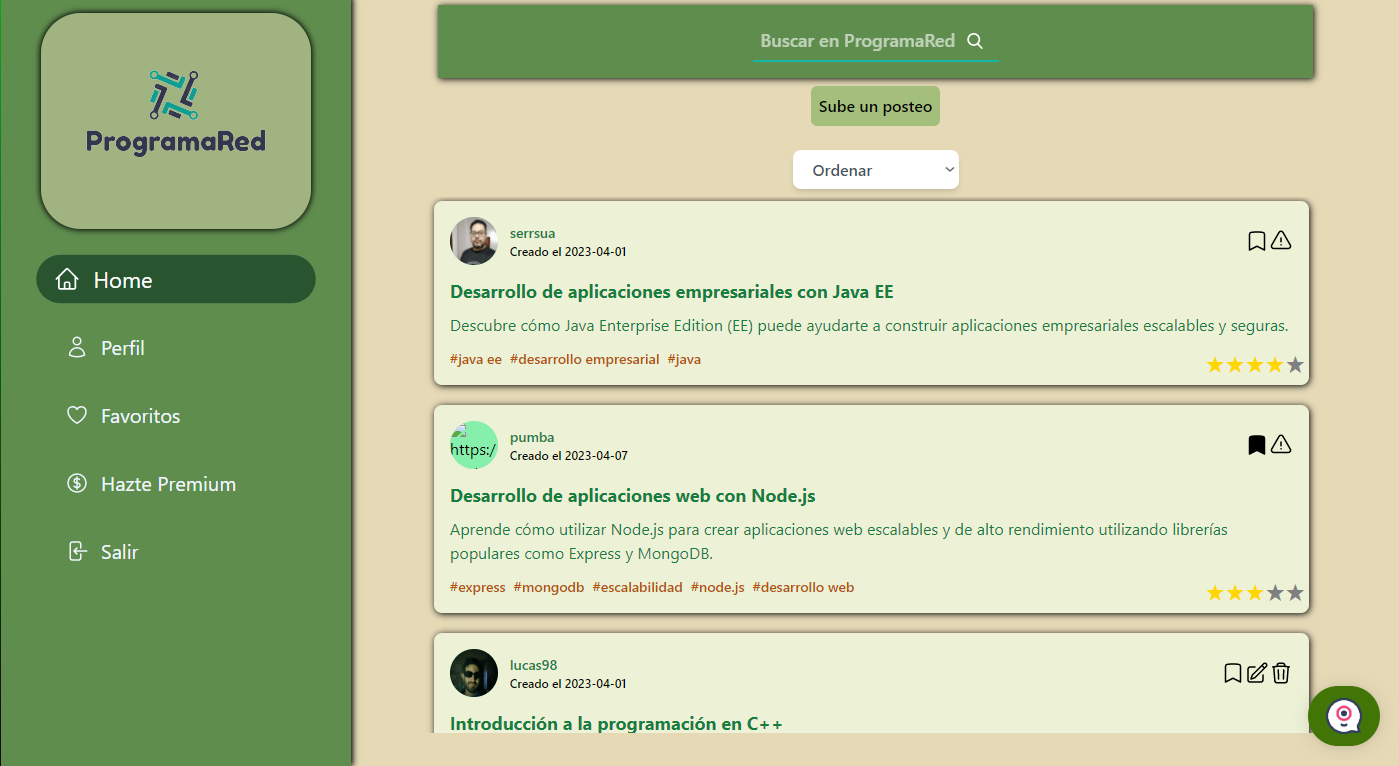 ProgramaRed
Home
Perfil
Favoritos
Hazte Premium
Salir
Buscar en ProgramaRed
Sube un posteo
Ordenar
serrsua
Creado el 2023-04-01
Desarrollo de aplicaciones empresariales con Java EE
Descubre cómo Java Enterprise Edition (EE) puede ayudarte a construir aplicaciones empresariales escalables y seguras.
#java ee #desarrollo empresarial #java
https:/
pumba
Creado el 2023-04-07
Desarrollo de aplicaciones web con Node.js
Aprende cómo utilizar Node.js para crear aplicaciones web escalables y de alto rendimiento utilizando librerías
populares como Express y MongoDB.
#express #mongodb #escalabilidad #node.js #desarrollo web
lucas98
Creado el 2023-04-01
Introducción a la programación en C++